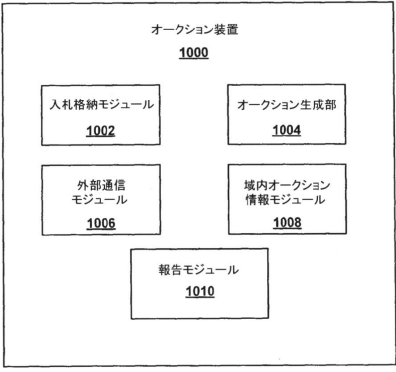 オークション装置
1000
入札格納モジュール
1002
オークション生成部
1004
外部通信
モジュール
1006
域内オークション
情報モジュール
1008
報告モジュール
1010